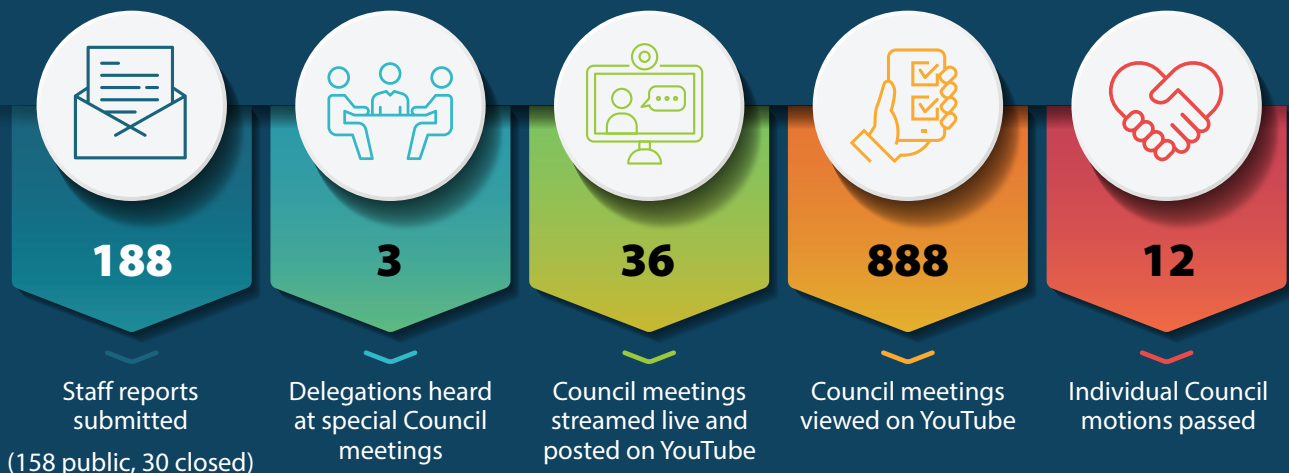 188
Staff reports
submitted
(158 public, 30 closed)
3
Delegations heard
at special Council
meetings
36
Council meetings
streamed live and
posted on YouTube
888
Council meetings
viewed on YouTube
12
Individual Council
motions passed